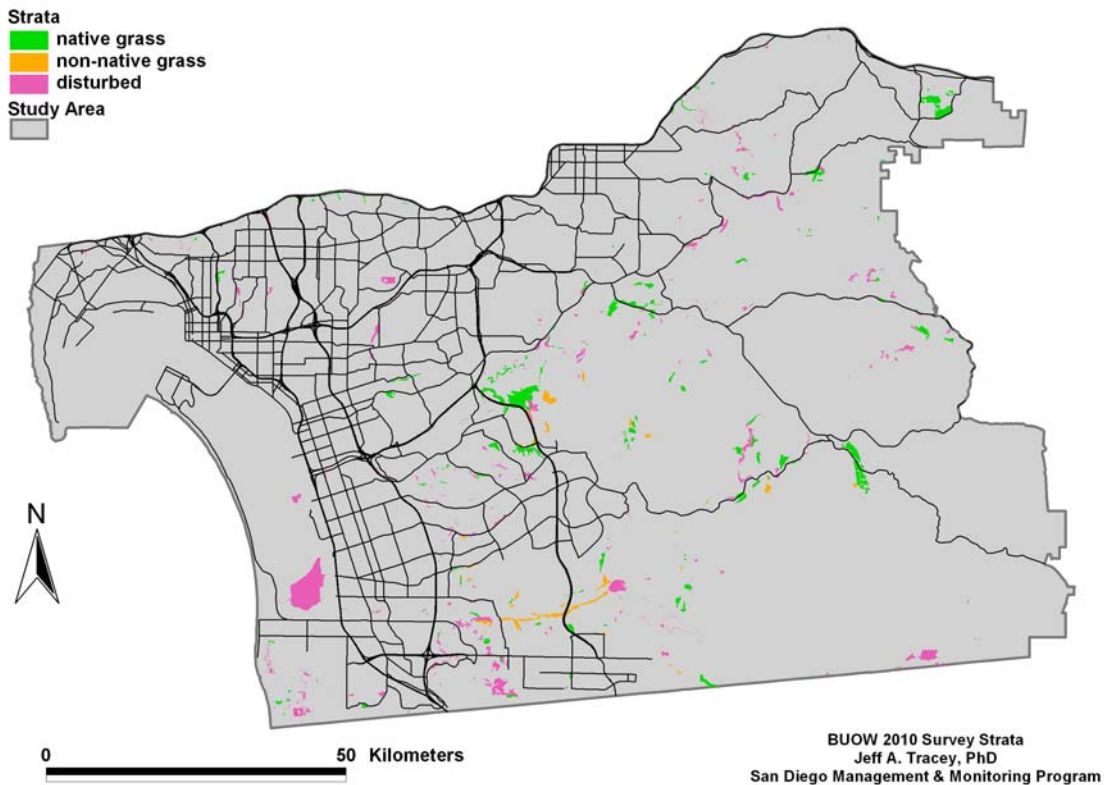 Strata
native grass
non-native grass
disturbed
Study Area
N
0 50 Kilometers
BUOW 2010 Survey Strata
Jeff A. Tracey, PhD
San Diego Management & Monitoring Program